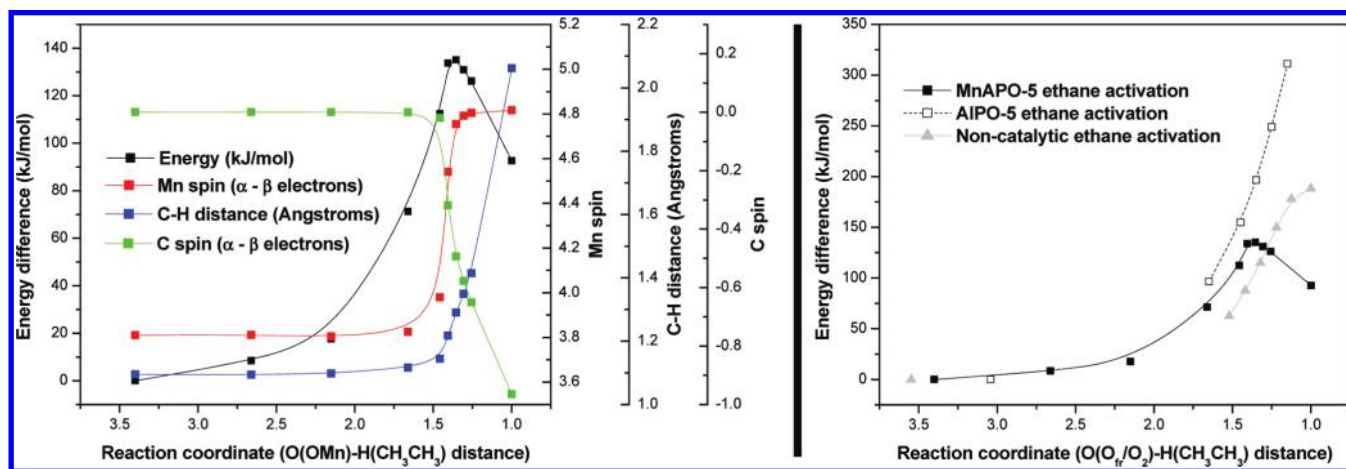 140
120
100
80
60
40
20
0
Energy difference (kJ/mol)
Energy (kJ/mol)
Mn spin (α - β electrons)
C-H distance (Angstroms)
C spin (α - β electrons)
3.5 3.0 2.5 2.0 1.5 1.0
Reaction coordinate (O(OMn)-H(CH₃CH₃) distance)
5.2
5.0
4.8
4.6
4.4
4.2
4.0
3.8
3.6
Mn spin
2.2
2.0
1.8
1.6
1.4
1.2
1.0
C-H distance (Angstroms)
0.2
0.0
-0.2
-0.4
-0.6
-0.8
-1.0
C spin
350
300
250
200
150
100
50
0
Energy difference (kJ/mol)
MnAPO-5 ethane activation
AlPO-5 ethane activation
Non-catalytic ethane activation
3.5 3.0 2.5 2.0 1.5 1.0
Reaction coordinate (O(O_fr/O₂)-H(CH₃CH₃) distance)